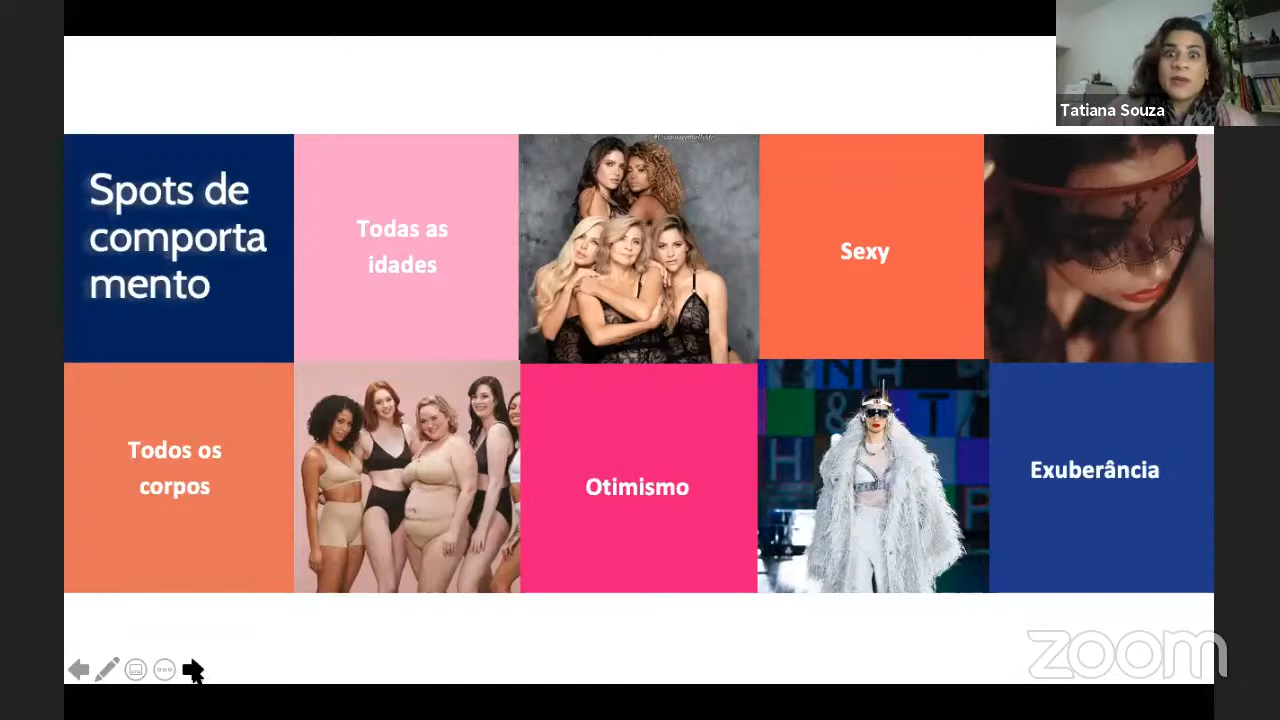 Tatiana Souza
Spots de
comporta
mento
Todas as
idades
Sexy
Todos os
corpos
Otimismo
Exuberância
zoom